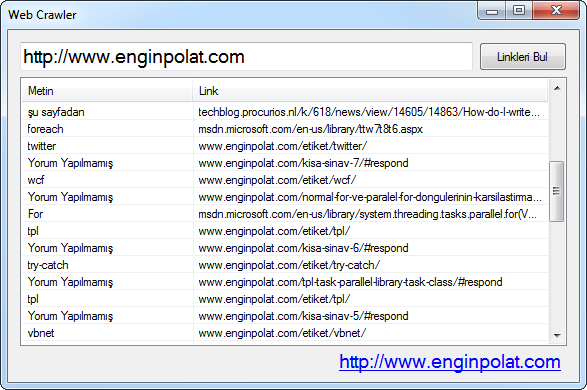 Web Crawler
http://www.enginpolat.com Linkleri Bul
Metin Link
şu sayfadan techblog.procurios.nl/k/618/news/view/14605/14863/How-do-I-write...
foreach msdn.microsoft.com/en-us/library/ttw7t8t6.aspx
twitter www.enginpolat.com/etiket/twitter/
Yorum Yapılmamış www.enginpolat.com/kisa-sinav-7/#respond
wcf www.enginpolat.com/etiket/wcf/
Yorum Yapılmamış www.enginpolat.com/normal-for-ve-paralel-for-dongulerinin-karsilastirma...
For msdn.microsoft.com/en-us/library/system.threading.tasks.parallel.for(V...
tpl www.enginpolat.com/etiket/tpl/
Yorum Yapılmamış www.enginpolat.com/kisa-sinav-6/#respond
try-catch www.enginpolat.com/etiket/try-catch/
Yorum Yapılmamış www.enginpolat.com/tpl-task-parallel-library-task-class/#respond
tpl www.enginpolat.com/etiket/tpl/
Yorum Yapılmamış www.enginpolat.com/kisa-sinav-5/#respond
vbnet www.enginpolat.com/etiket/vbnet/
http://www.enginpolat.com